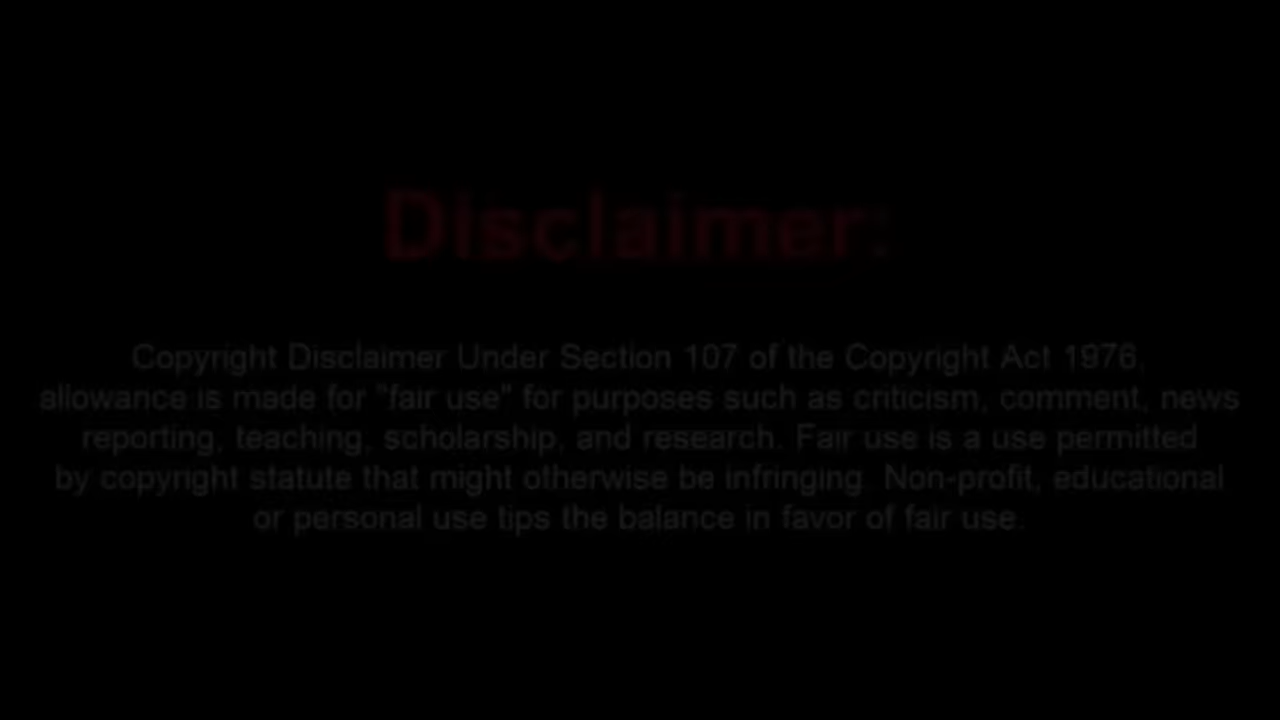 Disclaimer:
Copyright Disclaimer Under Section 107 of the Copyright Act 1976,
allowance is made for "fair use" for purposes such as criticism, comment, news
reporting, teaching, scholarship, and research. Fair use is a use permitted
by copyright statute that might otherwise be infringing. Non-profit, educational
or personal use tips the balance in favor of fair use.